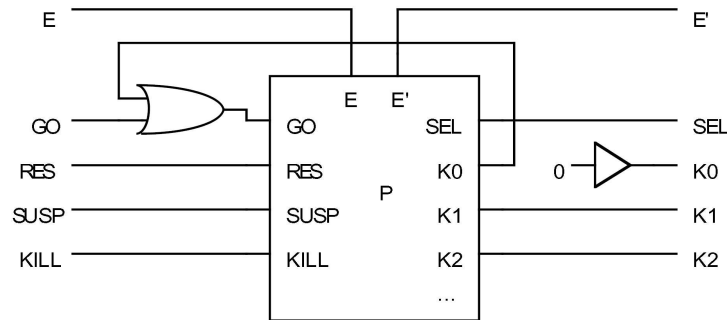 E E'
E E'
GO GO SEL SEL
RES RES K0 0 K0
P
SUSP SUSP K1 K1
KILL KILL K2 K2
...